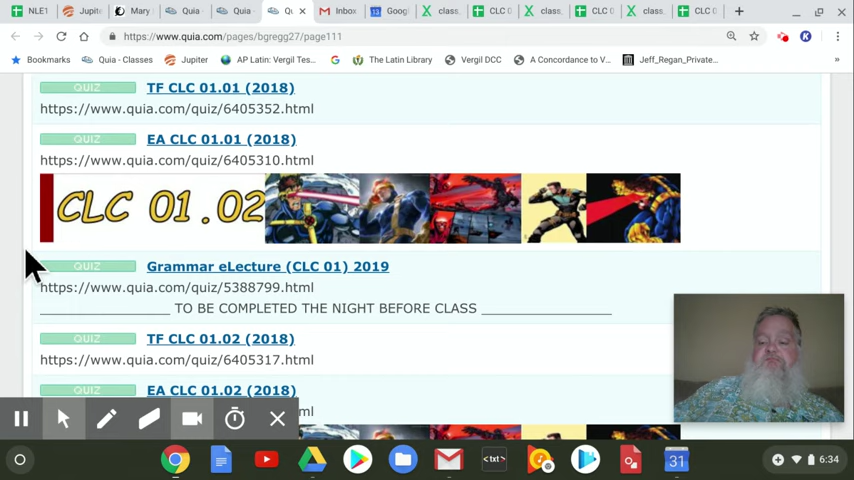 NLE1 Jupite Mary Quia - Quia - Qu Inbox Googl class. CLC 0 class. CLC 0 class. CLC 0
https://www.quia.com/pages/bgregg27/page111
Bookmarks Quia - Classes Jupiter AP Latin: Vergil Tes... The Latin Library Vergil DCC A Concordance to V... Jeff_Regan_Private... »
QUIZ TF CLC 01.01 (2018)
https://www.quia.com/quiz/6405352.html
QUIZ EA CLC 01.01 (2018)
https://www.quia.com/quiz/6405310.html
CLC 01.02
QUIZ Grammar eLecture (CLC 01) 2019
https://www.quia.com/quiz/5388799.html
________________ TO BE COMPLETED THE NIGHT BEFORE CLASS ________________
QUIZ TF CLC 01.02 (2018)
https://www.quia.com/quiz/6405317.html
QUIZ EA CLC 01.02 (2018)
ml
<txt> 31 6:34